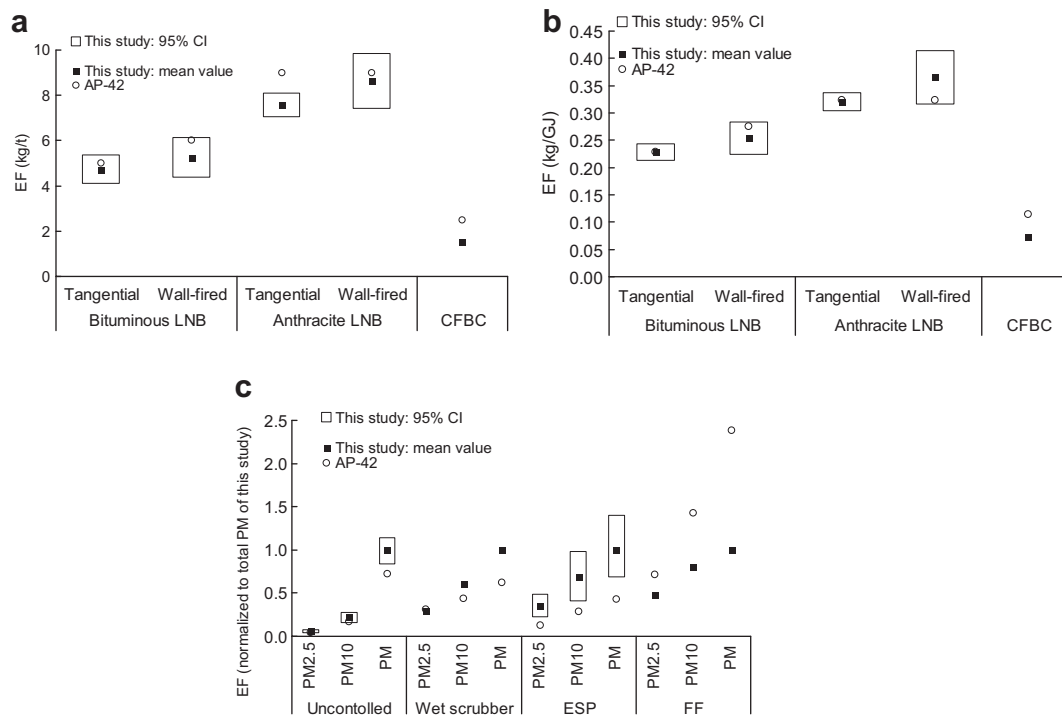 a
This study: 95% CI
This study: mean value
AP-42
10
8
6
4
2
0
EF (kg/t)
Tangential Wall-fired Tangential Wall-fired
Bituminous LNB Anthracite LNB CFBC
b
This study: 95% CI
This study: mean value
AP-42
0.45
0.40
0.35
0.30
0.25
0.20
0.15
0.10
0.05
0.00
EF (kg/GJ)
Tangential Wall-fired Tangential Wall-fired
Bituminous LNB Anthracite LNB CFBC
c
This study: 95% CI
This study: mean value
AP-42
2.5
2.0
1.5
1.0
0.5
0.0
EF (normalized to total PM of this study)
PM2.5 PM10 PM PM2.5 PM10 PM PM2.5 PM10 PM PM2.5 PM10 PM
Uncontolled Wet scrubber ESP FF